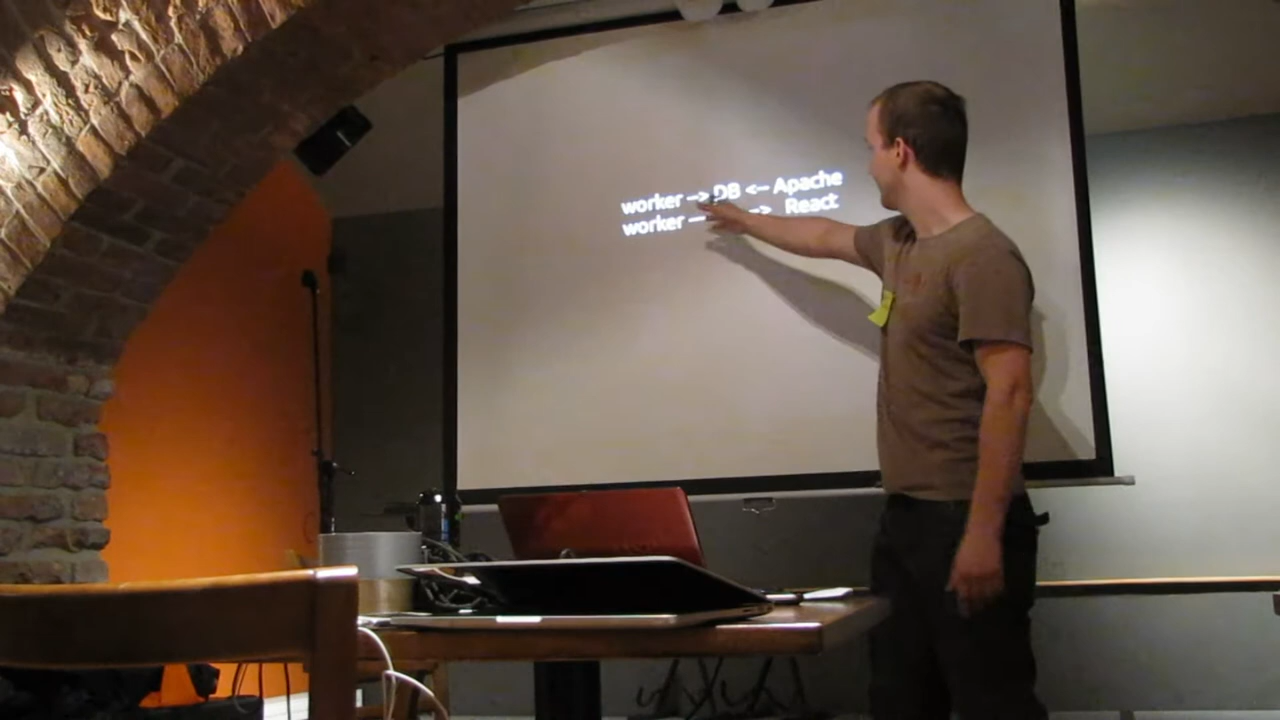 worker --> DB <-- Apache
worker -- --> React